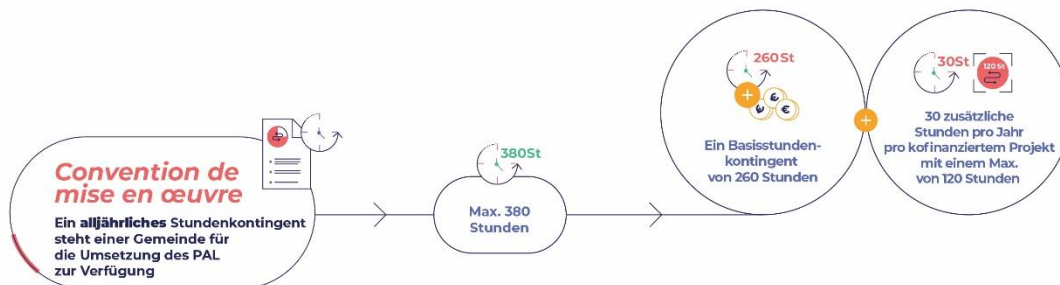 Convention de
mise en œuvre
Ein alljährliches Stundenkontingent
steht einer Gemeinde für
die Umsetzung des PAL
zur Verfügung
380St
Max. 380
Stunden
260St
€ € €
Ein Basisstunden-
kontingent
von 260 Stunden
30St
120 St
30 zusätzliche
Stunden pro Jahr
pro kofinanziertem Projekt
mit einem Max.
von 120 Stunden